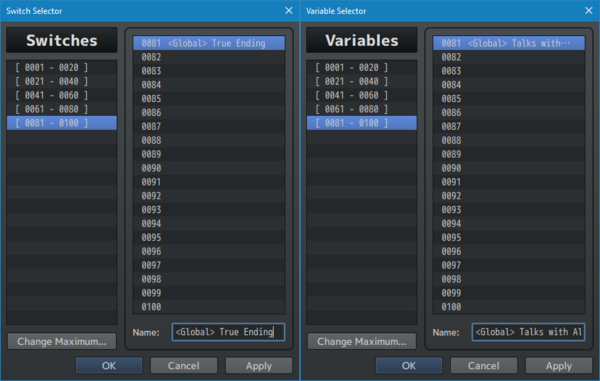 Switch Selector
Switches
[ 0001 - 0020 ]
[ 0021 - 0040 ]
[ 0041 - 0060 ]
[ 0061 - 0080 ]
[ 0081 - 0100 ]
Change Maximum...
0081 <Global> True Ending
0082
0083
0084
0085
0086
0087
0088
0089
0090
0091
0092
0093
0094
0095
0096
0097
0098
0099
0100
Name: <Global> True Ending
OK Cancel Apply
Variable Selector
Variables
[ 0001 - 0020 ]
[ 0021 - 0040 ]
[ 0041 - 0060 ]
[ 0061 - 0080 ]
[ 0081 - 0100 ]
Change Maximum...
0081 <Global> Talks with…
0082
0083
0084
0085
0086
0087
0088
0089
0090
0091
0092
0093
0094
0095
0096
0097
0098
0099
0100
Name: <Global> Talks with Al
OK Cancel Apply